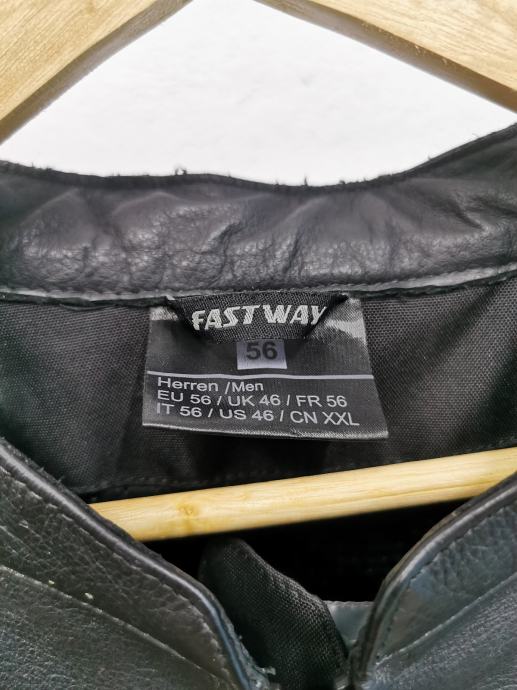 FASTWAY
56
Herren /Men
EU 56 / UK 46 / FR 56
IT 56 / US 46 / CN XXL